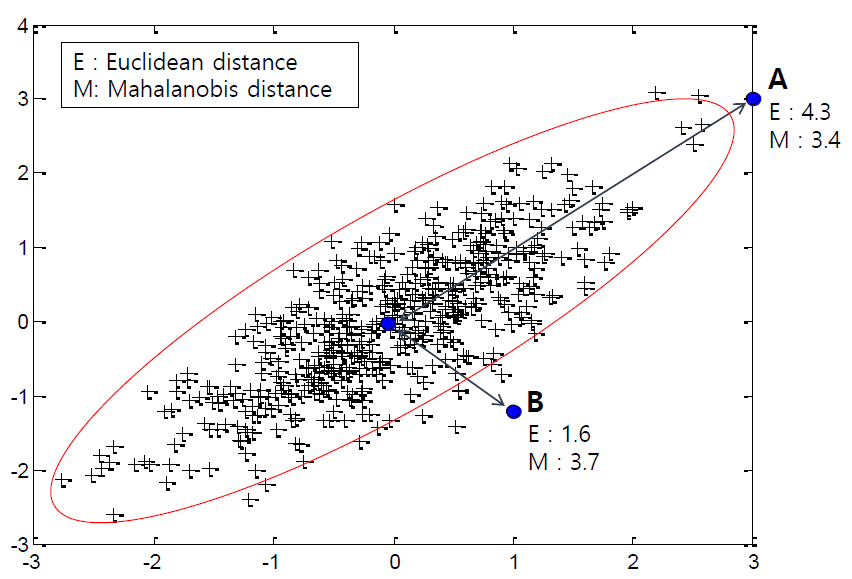 E : Euclidean distance
M: Mahalanobis distance
A
E : 4.3
M : 3.4
B
E : 1.6
M : 3.7
4
3
2
1
0
-1
-2
-3
-3 -2 -1 0 1 2 3